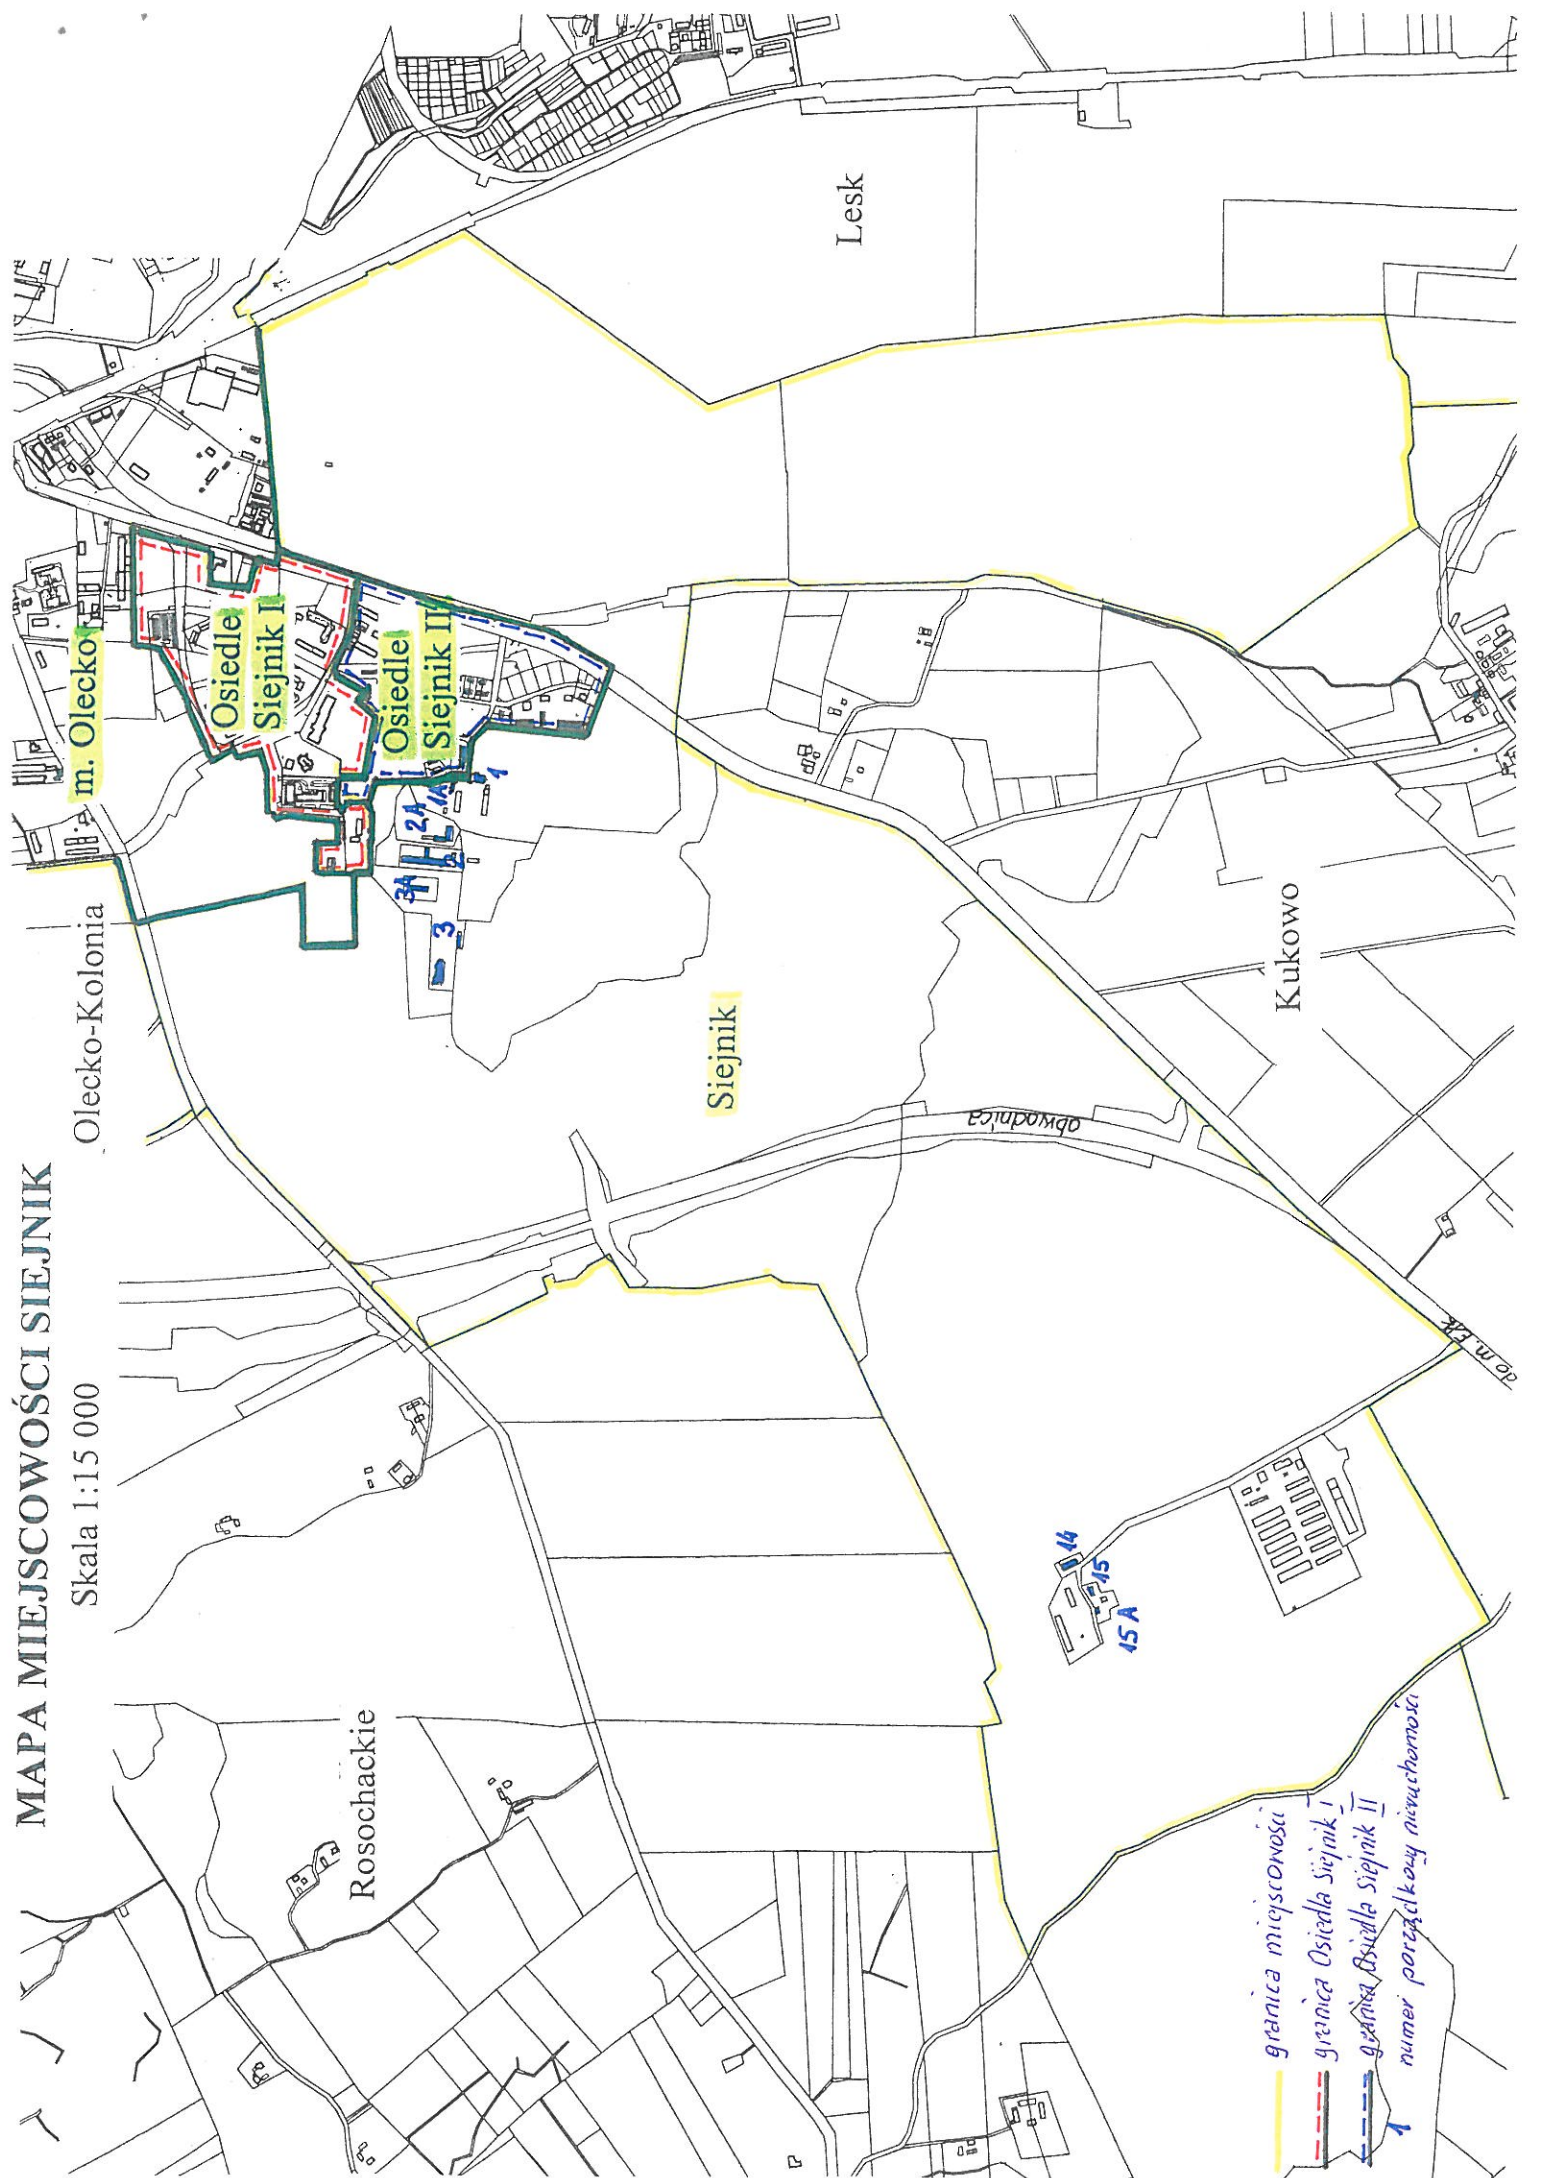 MAPA MIEJSCOWOŚCI SIEJNIK
Skala 1:15 000
Olecko-Kolonia
m. Olecko
Osiedle
Siejnik I
Osiedle
Siejnik II
1
1A
2A
2
3A
3
Lesk
Siejnik
obwodnica
Kukowo
do m. Ełk
Rosochackie
14
15
15 A
granica miejscowości
granica Osiedla Siejnik I
granica Osiedla Siejnik II
1 numer porządkowy nieruchomości